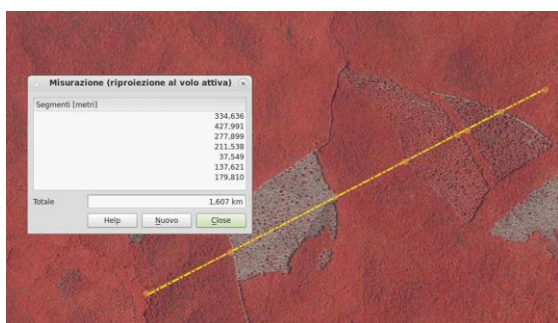 Misurazione (riproiezione al volo attiva)
Segmenti [metri]
334,636
427,991
277,899
211,538
37,549
137,621
179,810
Totale 1,607 km
Help Nuovo Close